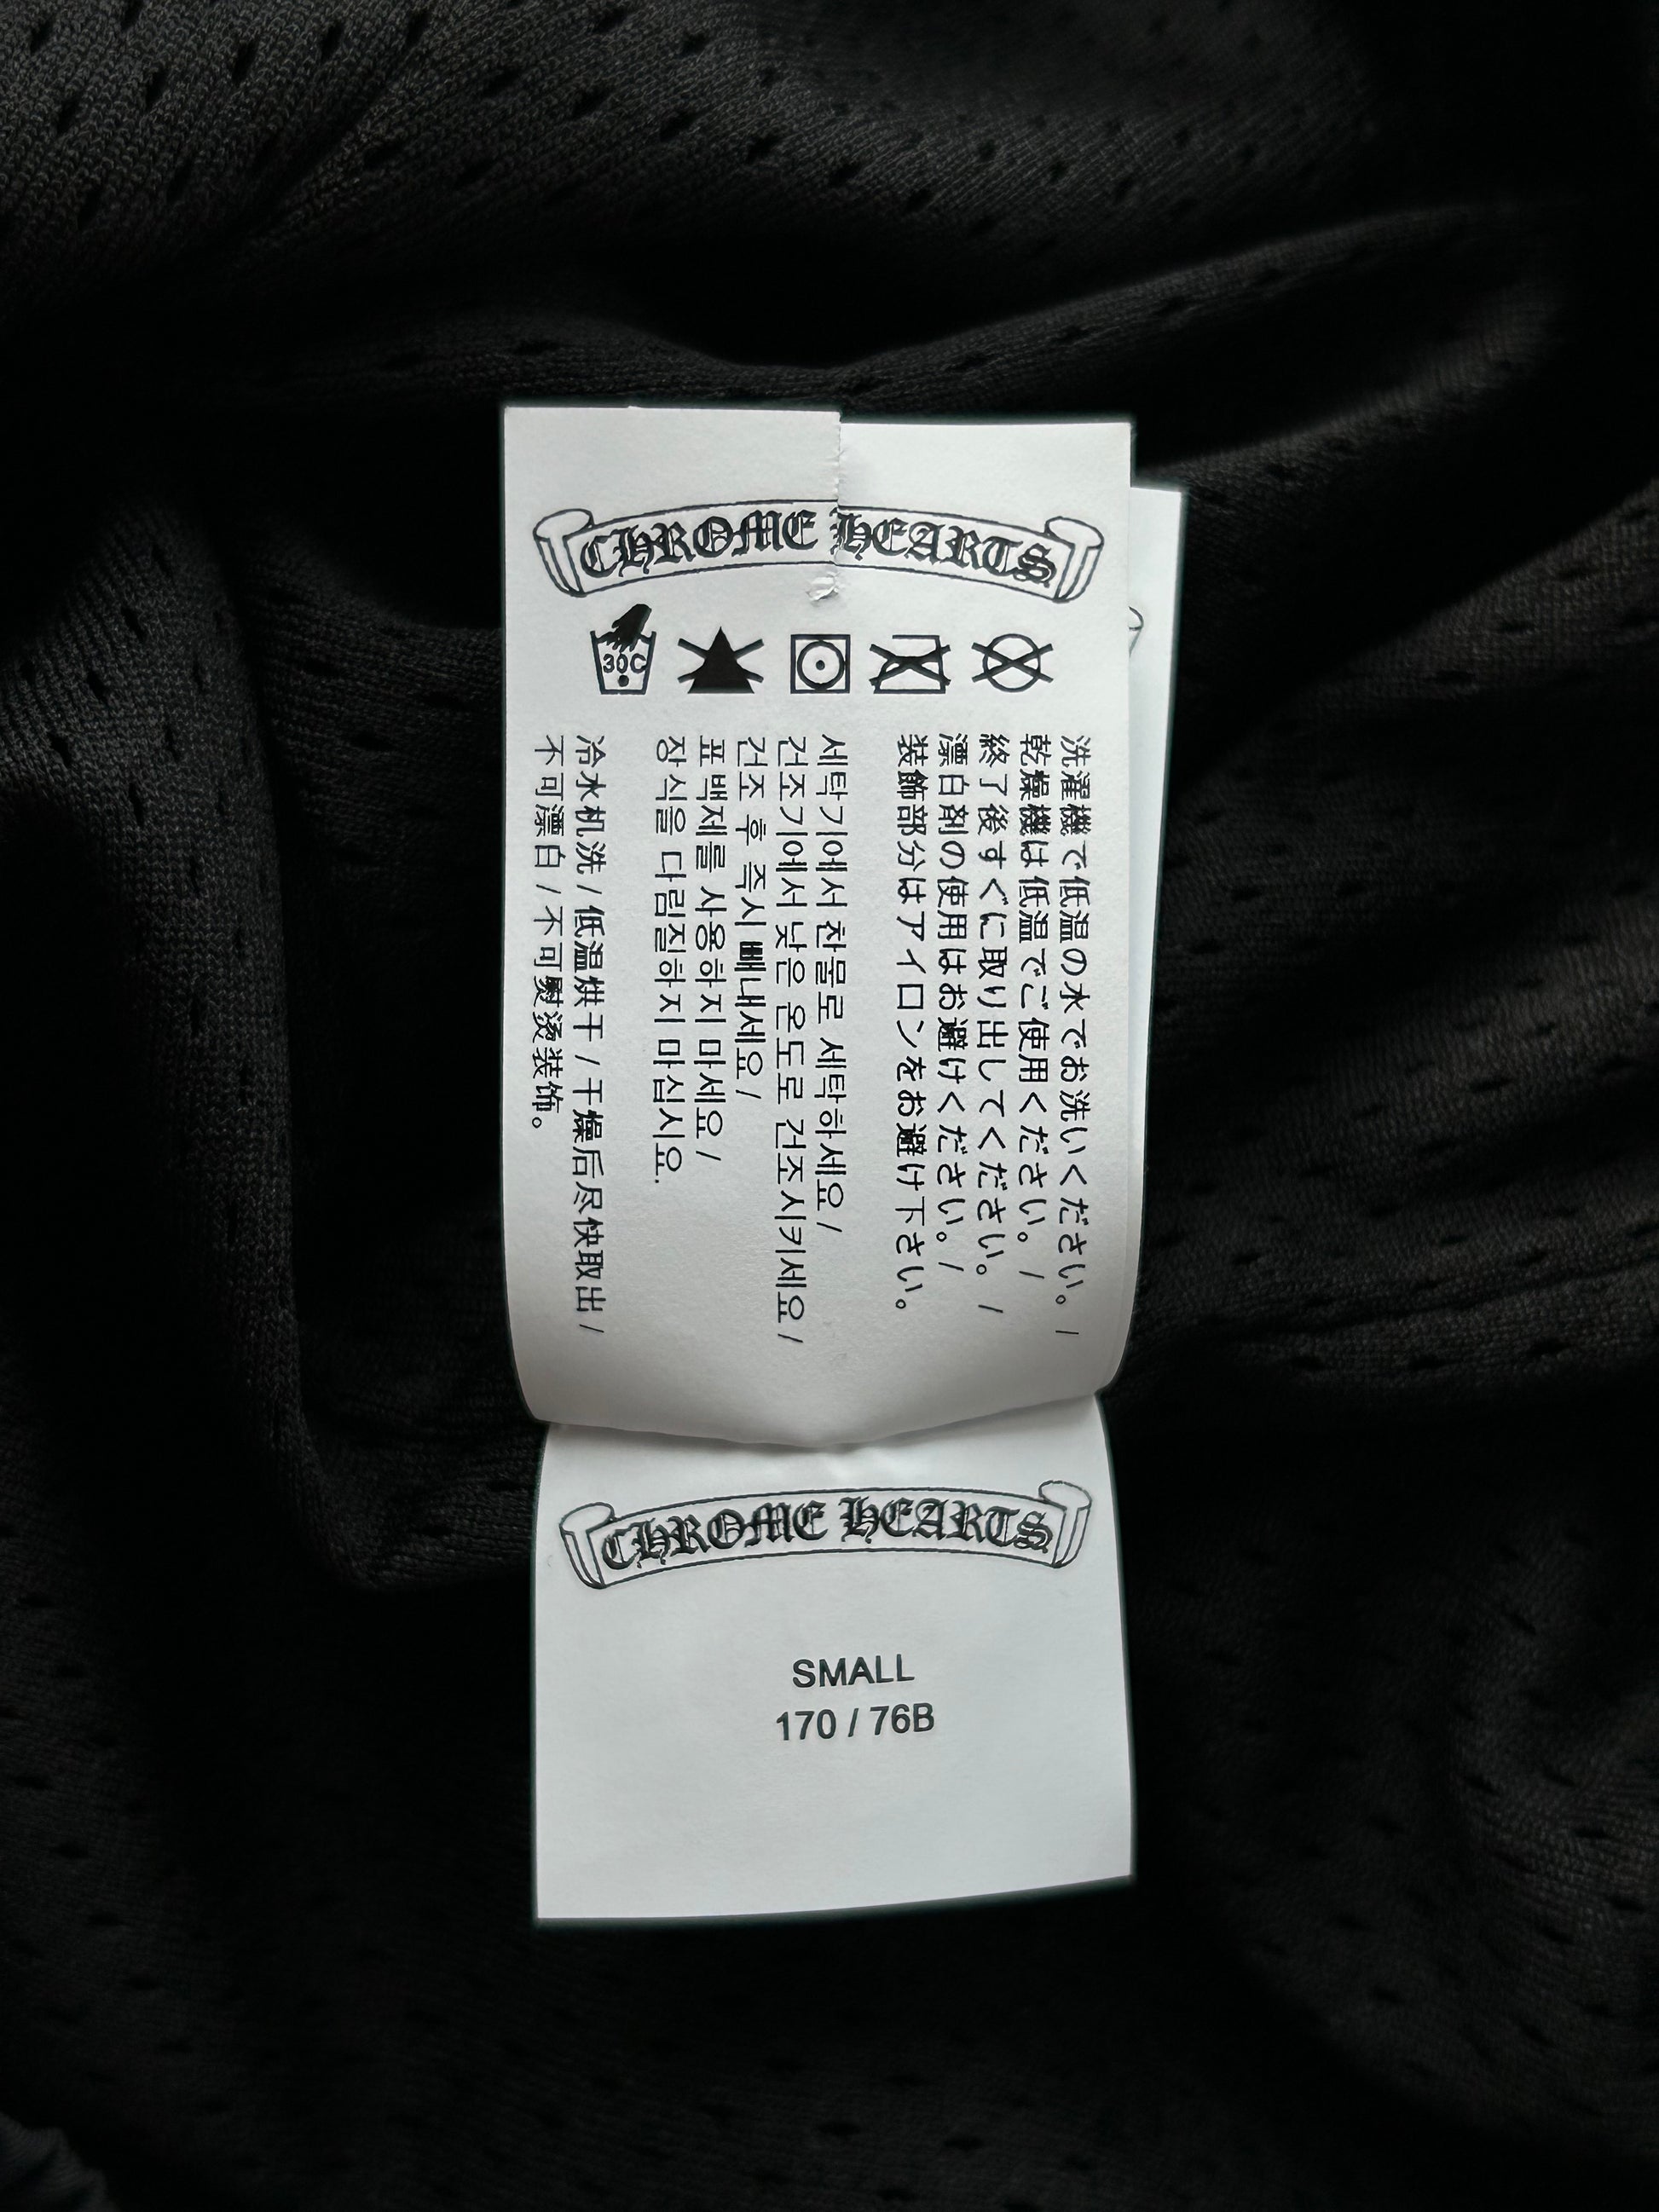 CHROME HEARTS
30C
洗濯機で低温の水でお洗いください。 /
乾燥機は低温でご使用ください。 /
終了後すぐに取り出してください。 /
漂白剤の使用はお避けください。 /
装飾部分はアイロンをお避け下さい。
세탁기에서 찬물로 세탁하세요 /
건조기에서 낮은 온도로 건조시키세요 /
건조 후 즉시 빼내세요 /
표백제를 사용하지 마세요 /
장식을 다림질하지 마십시요.
冷水机洗 / 低温烘干 / 干燥后尽快取出 /
不可漂白 / 不可熨烫装饰。
CHROME HEARTS
SMALL
170 / 76B